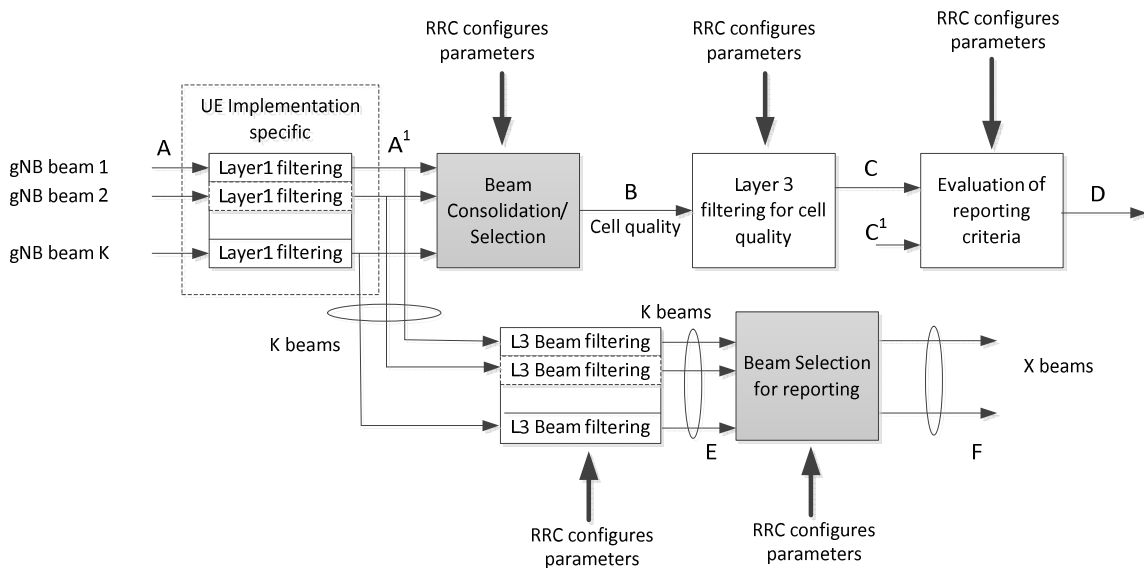 RRC configures
parameters
RRC configures
parameters
RRC configures
parameters
UE Implementation
specific
A
A1
gNB beam 1
Layer1 filtering
gNB beam 2
Layer1 filtering
gNB beam K
Layer1 filtering
Beam
Consolidation/
Selection
B
Cell quality
Layer 3
filtering for cell
quality
C
C1
Evaluation of
reporting
criteria
D
K beams
L3 Beam filtering
L3 Beam filtering
L3 Beam filtering
K beams
E
Beam Selection
for reporting
X beams
F
RRC configures
parameters
RRC configures
parameters